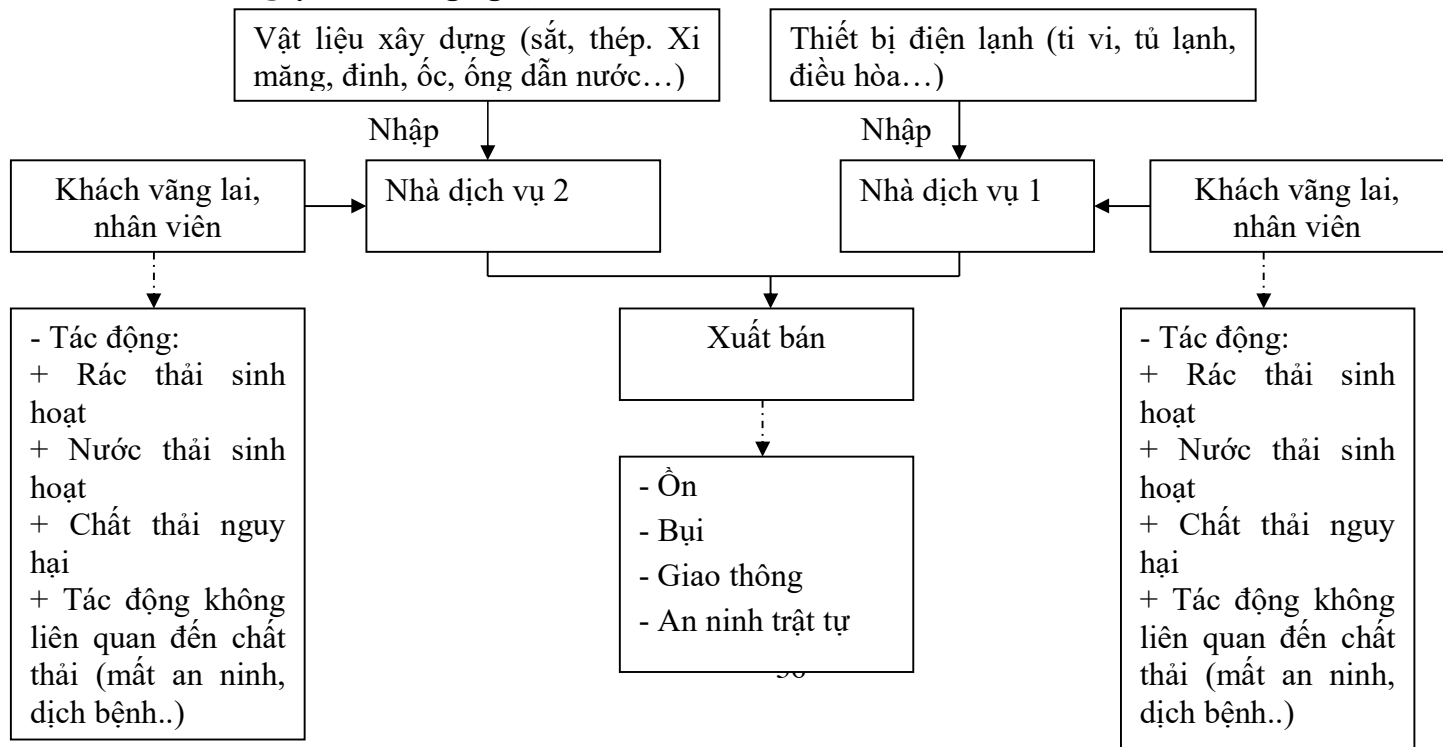 Vật liệu xây dựng (sắt, thép. Xi
măng, đinh, ốc, ống dẫn nước…)
Thiết bị điện lạnh (ti vi, tủ lạnh,
điều hòa…)
Nhập
Nhập
Khách vãng lai,
nhân viên
Nhà dịch vụ 2
Nhà dịch vụ 1
Khách vãng lai,
nhân viên
- Tác động:
+ Rác thải sinh
hoạt
+ Nước thải sinh
hoạt
+ Chất thải nguy
hại
+ Tác động không
liên quan đến chất
thải (mất an ninh,
dịch bệnh..)
Xuất bán
- Ồn
- Bụi
- Giao thông
- An ninh trật tự
- Tác động:
+ Rác thải sinh
hoạt
+ Nước thải sinh
hoạt
+ Chất thải nguy
hại
+ Tác động không
liên quan đến chất
thải (mất an ninh,
dịch bệnh..)